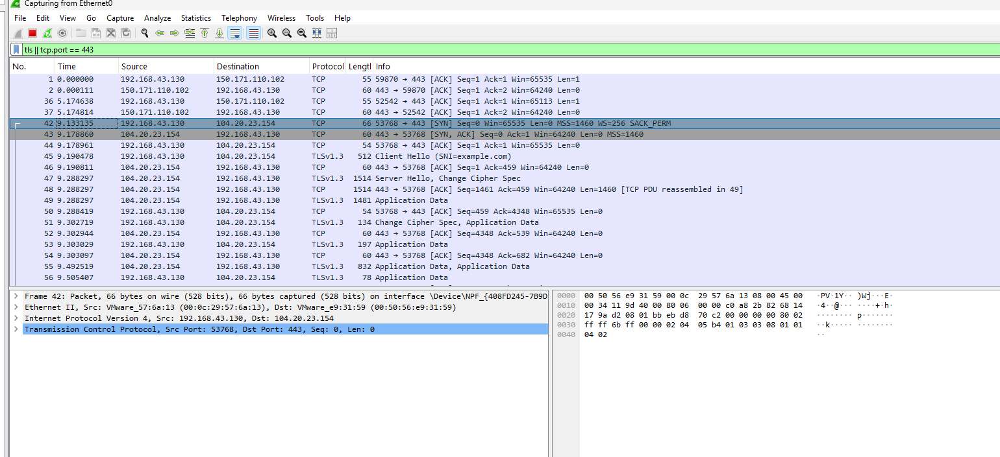 Capturing from Ethernet0
File Edit View Go Capture Analyze Statistics Telephony Wireless Tools Help
tls || tcp.port == 443
No. Time Source Destination Protocol Lengtl Info
1 0.000000 192.168.43.130 150.171.110.102 TCP 55 59870 → 443 [ACK] Seq=1 Ack=1 Win=65535 Len=1
2 0.000111 150.171.110.102 192.168.43.130 TCP 60 443 → 59870 [ACK] Seq=1 Ack=2 Win=64240 Len=0
36 5.174638 192.168.43.130 150.171.110.102 TCP 55 52542 → 443 [ACK] Seq=1 Ack=1 Win=65113 Len=1
37 5.174814 150.171.110.102 192.168.43.130 TCP 60 443 → 52542 [ACK] Seq=1 Ack=2 Win=64240 Len=0
42 9.133135 192.168.43.130 104.20.23.154 TCP 66 53768 → 443 [SYN] Seq=0 Win=65535 Len=0 MSS=1460 WS=256 SACK_PERM
43 9.178860 104.20.23.154 192.168.43.130 TCP 60 443 → 53768 [SYN, ACK] Seq=0 Ack=1 Win=64240 Len=0 MSS=1460
44 9.178961 192.168.43.130 104.20.23.154 TCP 54 53768 → 443 [ACK] Seq=1 Ack=1 Win=65535 Len=0
45 9.190478 192.168.43.130 104.20.23.154 TLSv1.3 512 Client Hello (SNI=example.com)
46 9.190811 104.20.23.154 192.168.43.130 TCP 60 443 → 53768 [ACK] Seq=1 Ack=459 Win=64240 Len=0
47 9.288297 104.20.23.154 192.168.43.130 TLSv1.3 1514 Server Hello, Change Cipher Spec
48 9.288297 104.20.23.154 192.168.43.130 TCP 1514 443 → 53768 [ACK] Seq=1461 Ack=459 Win=64240 Len=1460 [TCP PDU reassembled in 49]
49 9.288297 104.20.23.154 192.168.43.130 TLSv1.3 1481 Application Data
50 9.288419 192.168.43.130 104.20.23.154 TCP 54 53768 → 443 [ACK] Seq=459 Ack=4348 Win=65535 Len=0
51 9.302719 192.168.43.130 104.20.23.154 TLSv1.3 134 Change Cipher Spec, Application Data
52 9.302944 104.20.23.154 192.168.43.130 TCP 60 443 → 53768 [ACK] Seq=4348 Ack=539 Win=64240 Len=0
53 9.303029 192.168.43.130 104.20.23.154 TLSv1.3 197 Application Data
54 9.303097 104.20.23.154 192.168.43.130 TCP 60 443 → 53768 [ACK] Seq=4348 Ack=682 Win=64240 Len=0
55 9.492519 104.20.23.154 192.168.43.130 TLSv1.3 832 Application Data, Application Data
56 9.505407 192.168.43.130 104.20.23.154 TLSv1.3 78 Application Data
Frame 42: Packet, 66 bytes on wire (528 bits), 66 bytes captured (528 bits) on interface \Device\NPF_{408FD245-7B9D
Ethernet II, Src: VMware_57:6a:13 (00:0c:29:57:6a:13), Dst: VMware_e9:31:59 (00:50:56:e9:31:59)
Internet Protocol Version 4, Src: 192.168.43.130, Dst: 104.20.23.154
Transmission Control Protocol, Src Port: 53768, Dst Port: 443, Seq: 0, Len: 0
0000 00 50 56 e9 31 59 00 0c 29 57 6a 13 08 00 45 00 ·PV·1Y·· )Wj···E·
0010 00 34 11 9d 40 00 80 06 00 00 c0 a8 2b 82 68 14 ·4··@··· ····+·h·
0020 17 9a d2 08 01 bb eb d8 70 c2 00 00 00 00 80 02 ········ p·······
0030 ff ff 6b ff 00 00 02 04 05 b4 01 03 03 08 01 01 ··k····· ········
0040 04 02 ··